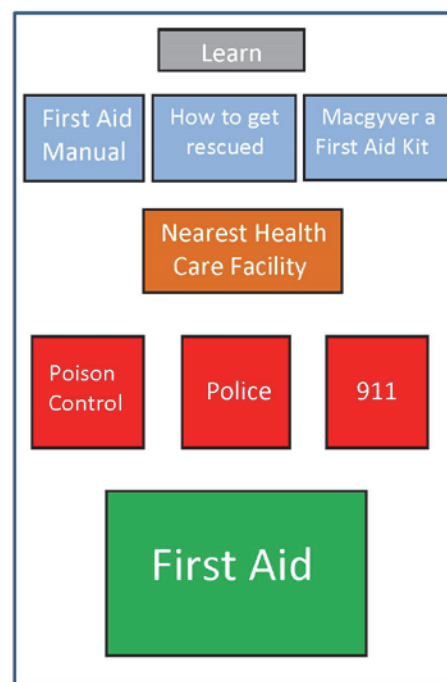 Learn
First Aid
Manual
How to get
rescued
Macgyver a
First Aid Kit
Nearest Health
Care Facility
Poison
Control
Police
911
First Aid